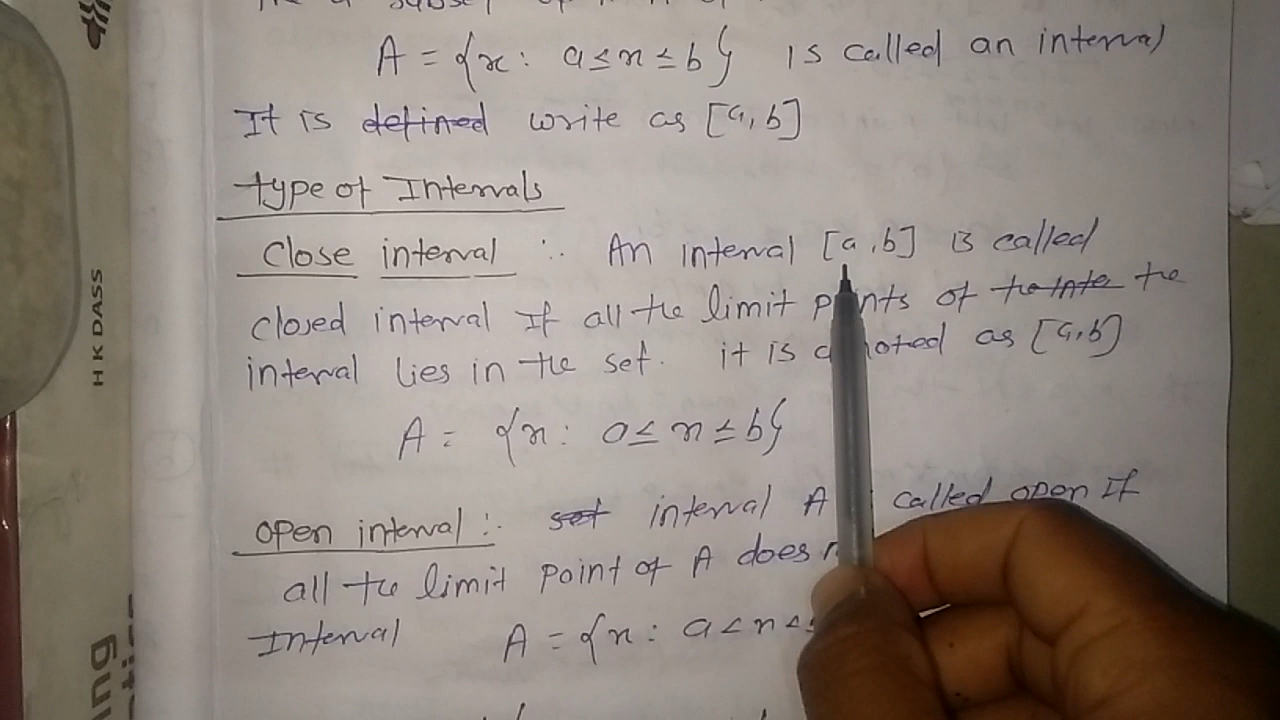 A = {x: a≤n≤b} is called an interval
It is defined write as [a,b]
type of Intervals
Close interval :. An interval [a,b] is called
closed interval If all the limit points of the Inte the
interval lies in the set. it is denoted as [a,b]
A = {n: a≤n≤b}
open interval :. set interval A called open if
all the limit point of A does
Interval A = {n: a<n<
H K DASS